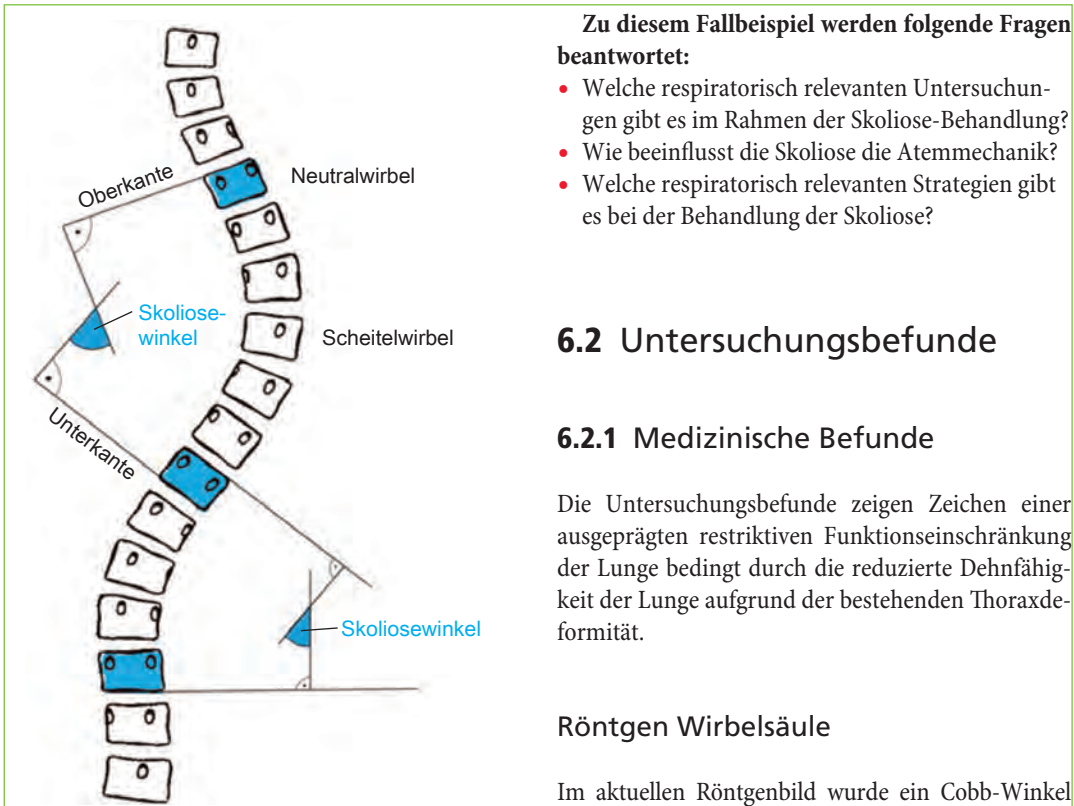 Oberkante
Neutralwirbel
Skoliose-
winkel
Scheitelwirbel
Unterkante
Skoliosewinkel
Zu diesem Fallbeispiel werden folgende Fragen
beantwortet:
• Welche respiratorisch relevanten Untersuchun-
gen gibt es im Rahmen der Skoliose-Behandlung?
• Wie beeinflusst die Skoliose die Atemmechanik?
• Welche respiratorisch relevanten Strategien gibt
es bei der Behandlung der Skoliose?
6.2 Untersuchungsbefunde
6.2.1 Medizinische Befunde
Die Untersuchungsbefunde zeigen Zeichen einer
ausgeprägten restriktiven Funktionseinschränkung
der Lunge bedingt durch die reduzierte Dehnfähig-
keit der Lunge aufgrund der bestehenden Thoraxde-
formität.
Röntgen Wirbelsäule
Im aktuellen Röntgenbild wurde ein Cobb-Winkel